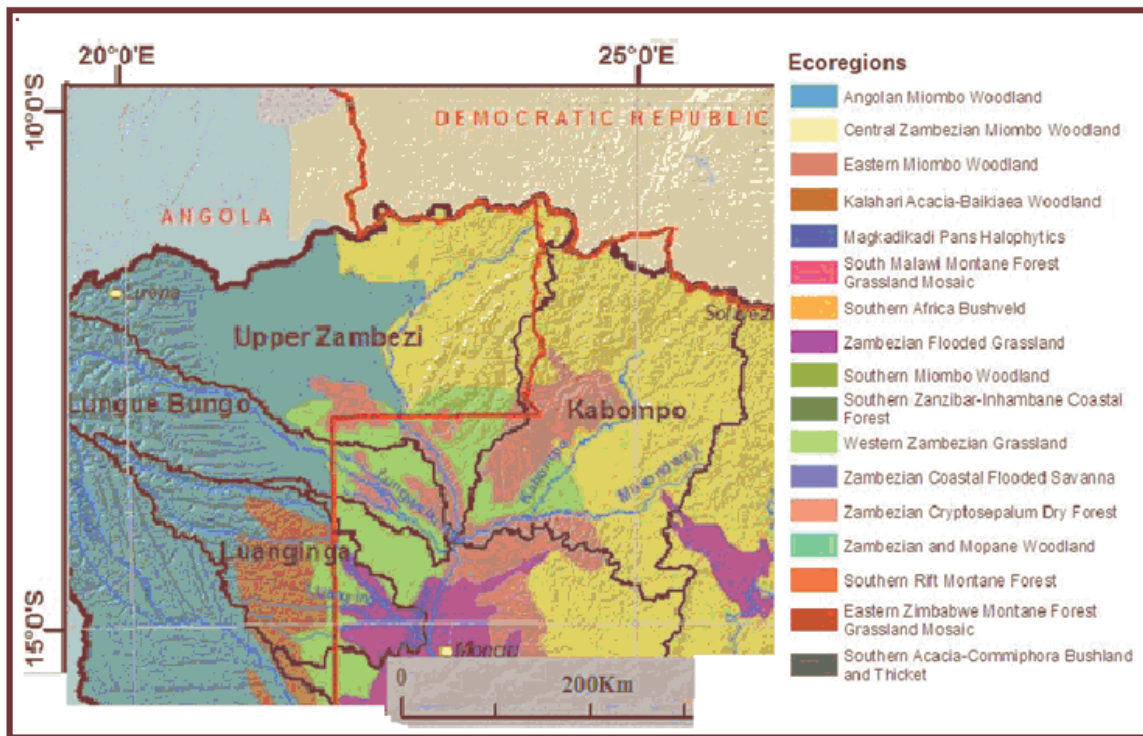 20°0'E
25°0'E
10°0'S
15°0'S
DEMOCRATIC REPUBLIC
ANGOLA
Upper Zambezi
Lungue Bungo
Kabompo
Kabompo
Luanginga
Mongu
0
200Km
Ecoregions
Angolan Miombo Woodland
Central Zambezian Miombo Woodland
Eastern Miombo Woodland
Kalahari Acacia-Baikiaea Woodland
Magkadikadi Pans Halophytics
South Malawi Montane Forest
Grassland Mosaic
Southern Africa Bushveld
Zambezian Flooded Grassland
Southern Miombo Woodland
Southern Zanzibar-Inhambane Coastal
Forest
Western Zambezian Grassland
Zambezian Coastal Flooded Savanna
Zambezian Cryptosepalum Dry Forest
Zambezian and Mopane Woodland
Southern Rift Montane Forest
Eastern Zimbabwe Montane Forest
Grassland Mosaic
Southern Acacia-Commiphora Bushland
and Thicket